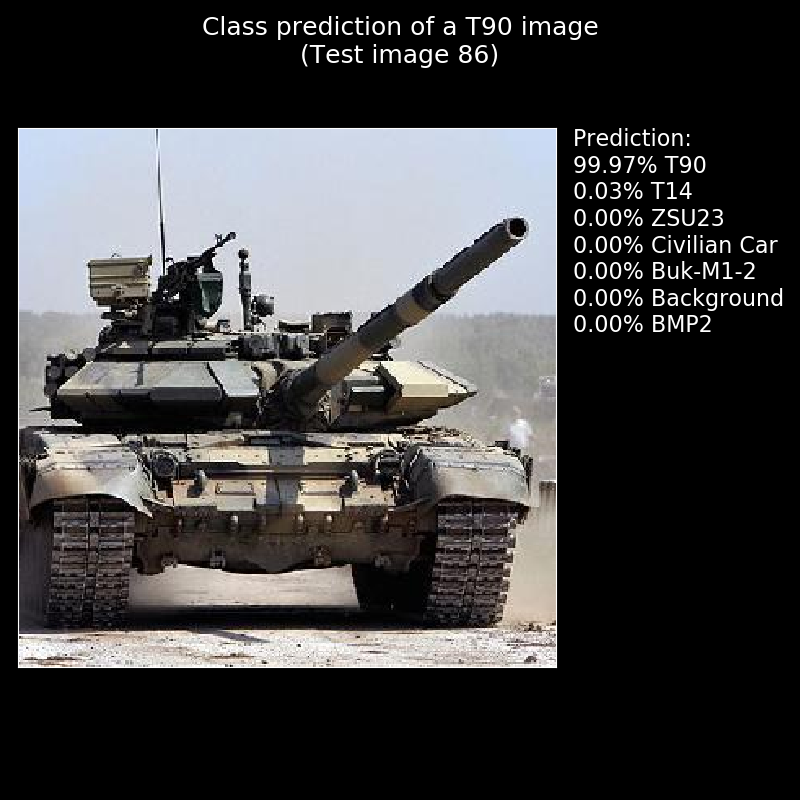 Class prediction of a T90 image
(Test image 86)
Prediction:
99.97% T90
0.03% T14
0.00% ZSU23
0.00% Civilian Car
0.00% Buk-M1-2
0.00% Background
0.00% BMP2